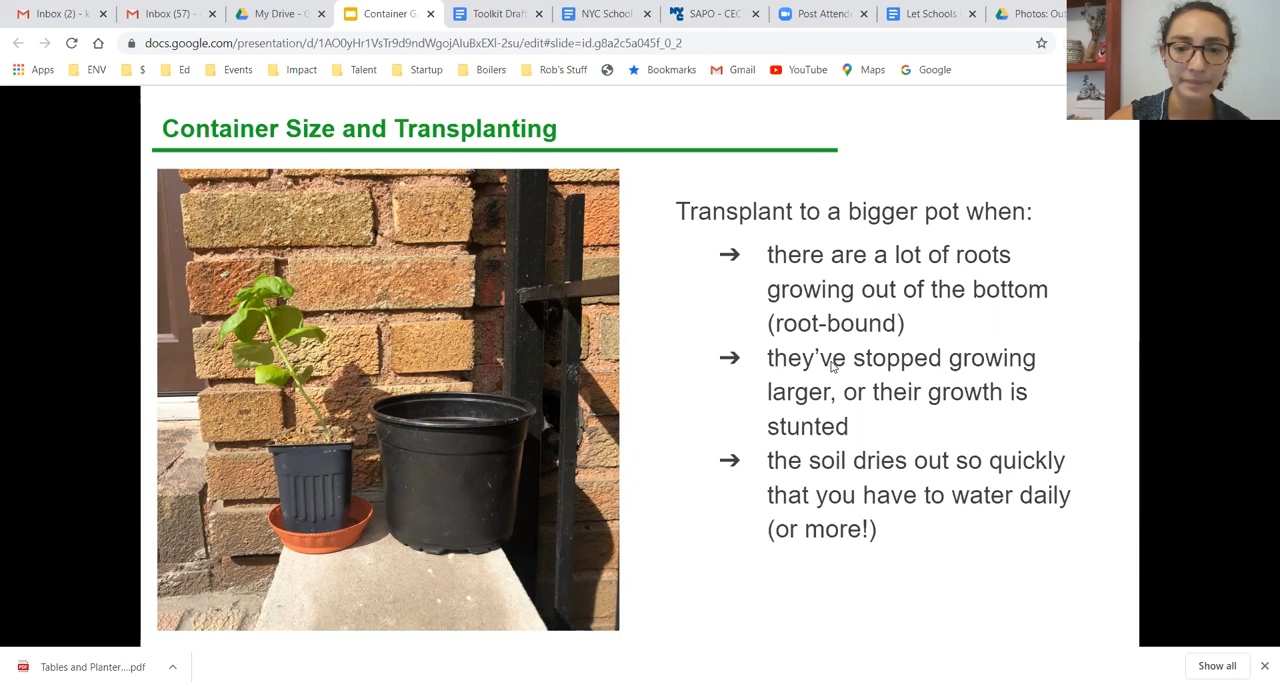 Inbox (2) - k
Inbox (57) -
My Drive - G
Container G
Toolkit Draf
NYC School
SAPO - CEC
Post Attend
Let Schools
Photos: Ou
docs.google.com/presentation/d/1AO0yHr1VsTr9d9ndWgojAIuBxEXl-2su/edit#slide=id.g8a2c5a045f_0_2
Apps ENV $ Ed Events Impact Talent Startup Boilers Rob's Stuff Bookmarks Gmail YouTube Maps Google
Container Size and Transplanting
Transplant to a bigger pot when:
➔ there are a lot of roots
growing out of the bottom
(root-bound)
➔ they've stopped growing
larger, or their growth is
stunted
➔ the soil dries out so quickly
that you have to water daily
(or more!)
Tables and Planter....pdf
Show all